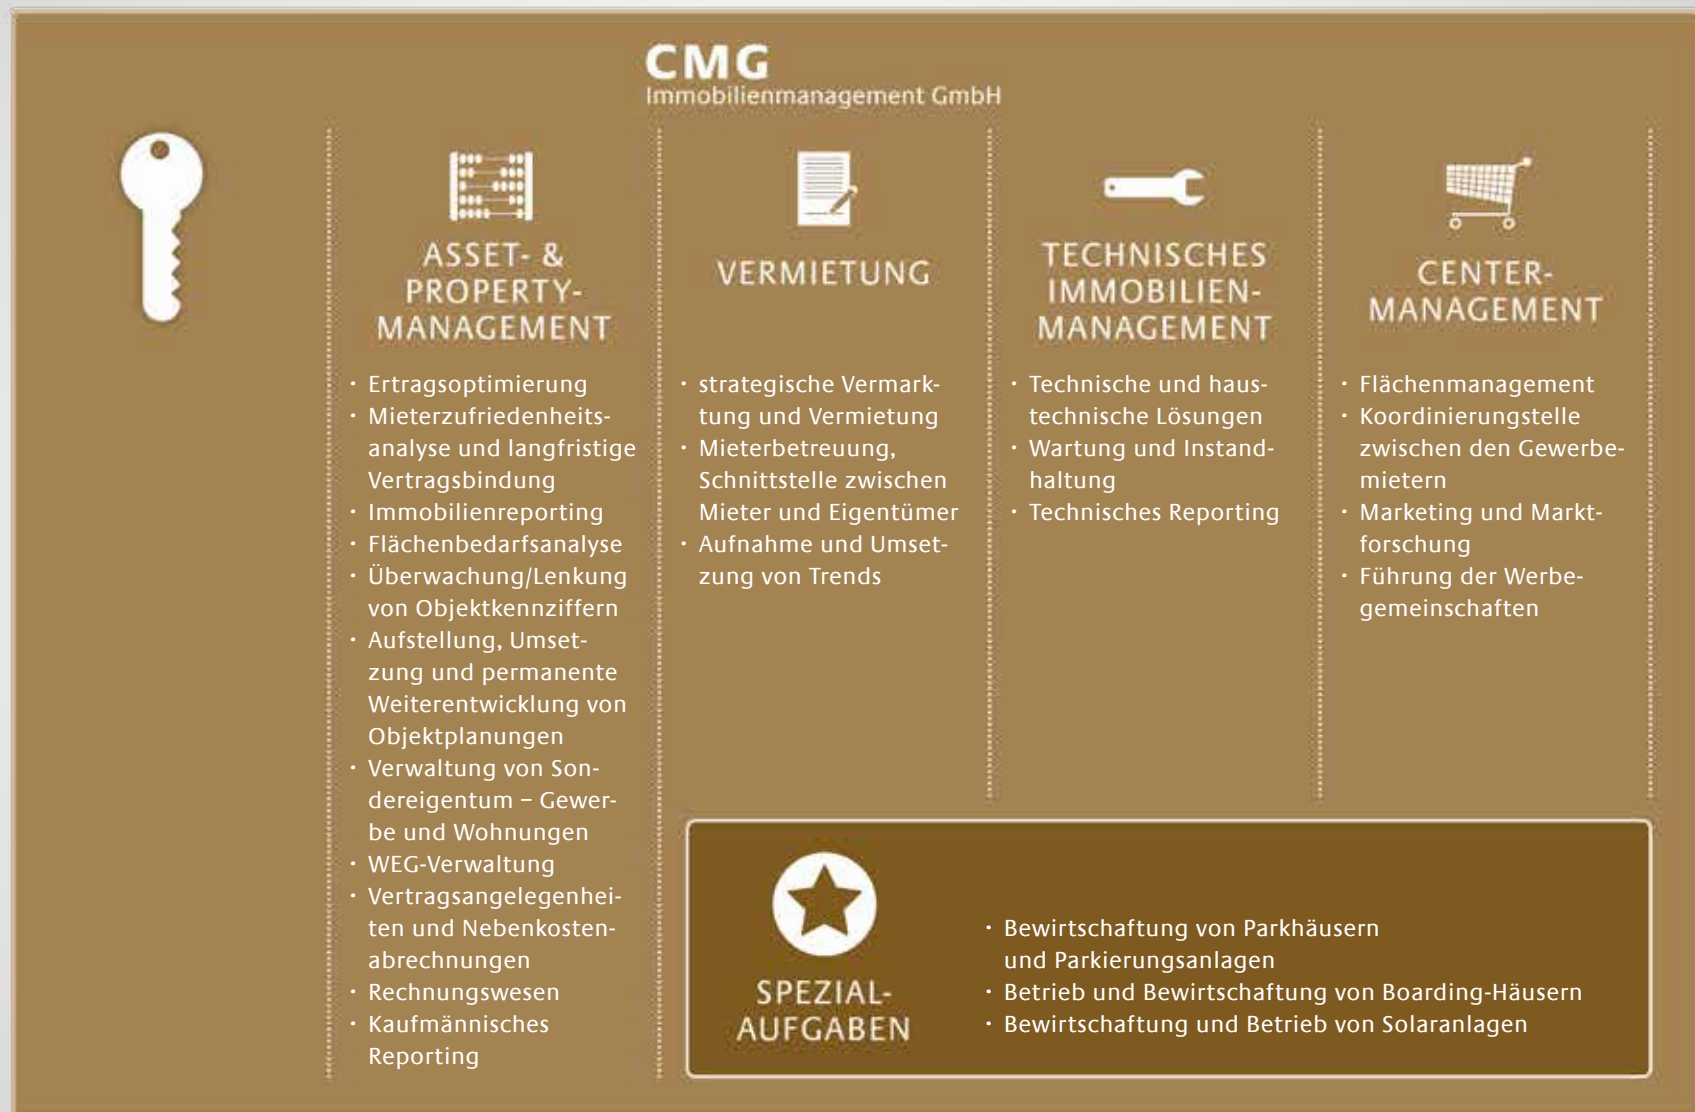 CMG
Immobilienmanagement GmbH
ASSET- &
PROPERTY-
MANAGEMENT
· Ertragsoptimierung
· Mieterzufriedenheits-
analyse und langfristige
Vertragsbindung
· Immobilienreporting
· Flächenbedarfsanalyse
· Überwachung/Lenkung
von Objektkennziffern
· Aufstellung, Umset-
zung und permanente
Weiterentwicklung von
Objektplanungen
· Verwaltung von Son-
dereigentum – Gewer-
be und Wohnungen
· WEG-Verwaltung
· Vertragsangelegenhei-
ten und Nebenkosten-
abrechnungen
· Rechnungswesen
· Kaufmännisches
Reporting
VERMIETUNG
· strategische Vermark-
tung und Vermietung
· Mieterbetreuung,
Schnittstelle zwischen
Mieter und Eigentümer
· Aufnahme und Umset-
zung von Trends
TECHNISCHES
IMMOBILIEN-
MANAGEMENT
· Technische und haus-
technische Lösungen
· Wartung und Instand-
haltung
· Technisches Reporting
CENTER-
MANAGEMENT
· Flächenmanagement
· Koordinierungstelle
zwischen den Gewerbe-
mietern
· Marketing und Markt-
forschung
· Führung der Werbe-
gemeinschaften
SPEZIAL-
AUFGABEN
· Bewirtschaftung von Parkhäusern
und Parkierungsanlagen
· Betrieb und Bewirtschaftung von Boarding-Häusern
· Bewirtschaftung und Betrieb von Solaranlagen